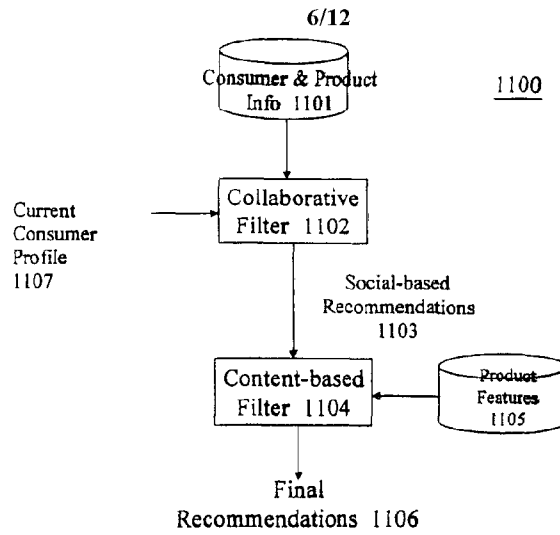 6/12
Consumer & Product
Info 1101
1100
Collaborative
Filter 1102
Current
Consumer
Profile
1107
Social-based
Recommendations
1103
Content-based
Filter 1104
Product
Features
1105
Final
Recommendations 1106